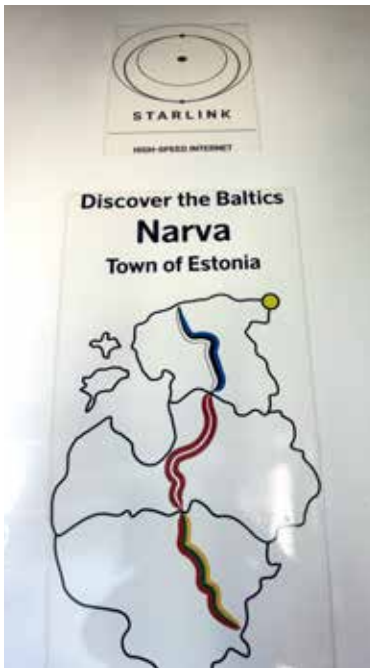 STARLINK
HIGH-SPEED INTERNET
Discover the Baltics
Narva
Town of Estonia